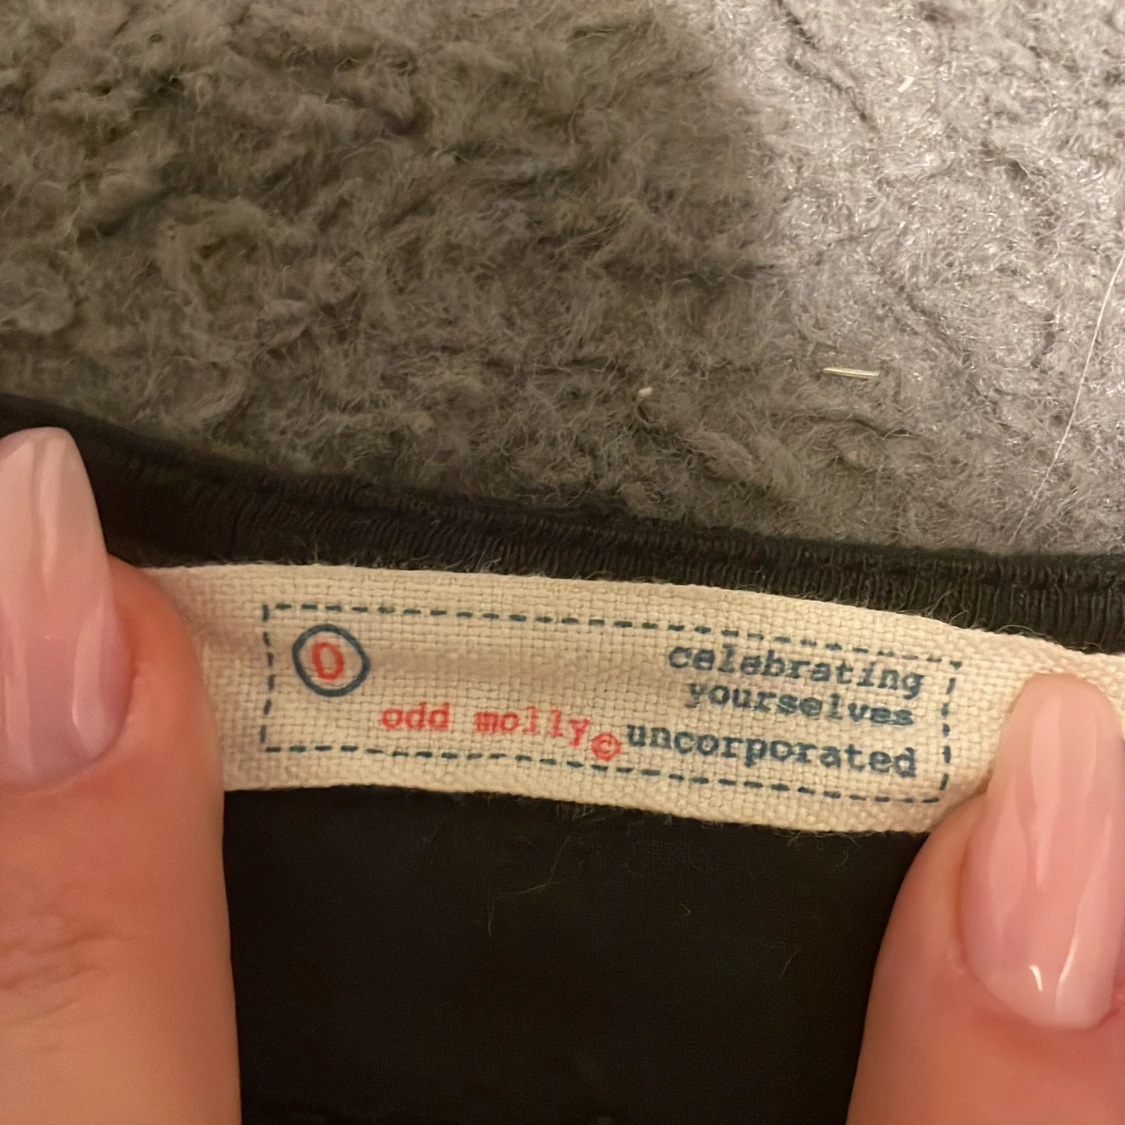 0
celebrating
yourselves
odd molly© uncorporated